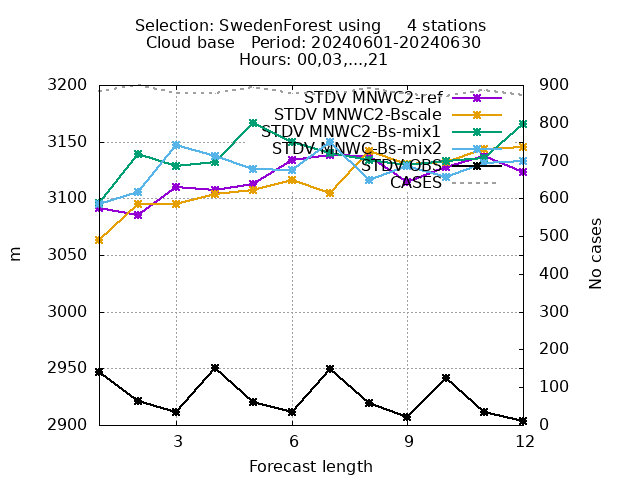 Selection: SwedenForest using     4 stations
Cloud base   Period: 20240601-20240630
Hours: 00,03,...,21
3200
3150
3100
3050
3000
2950
2900
m
STDV MNWC2-ref
STDV MNWC2-Bscale
STDV MNWC2-Bs-mix1
STDV MNWC-Bs-mix2
STDV OBS
CASES
900
800
700
600
500
400
300
200
100
0
No cases
3
6
9
12
Forecast length